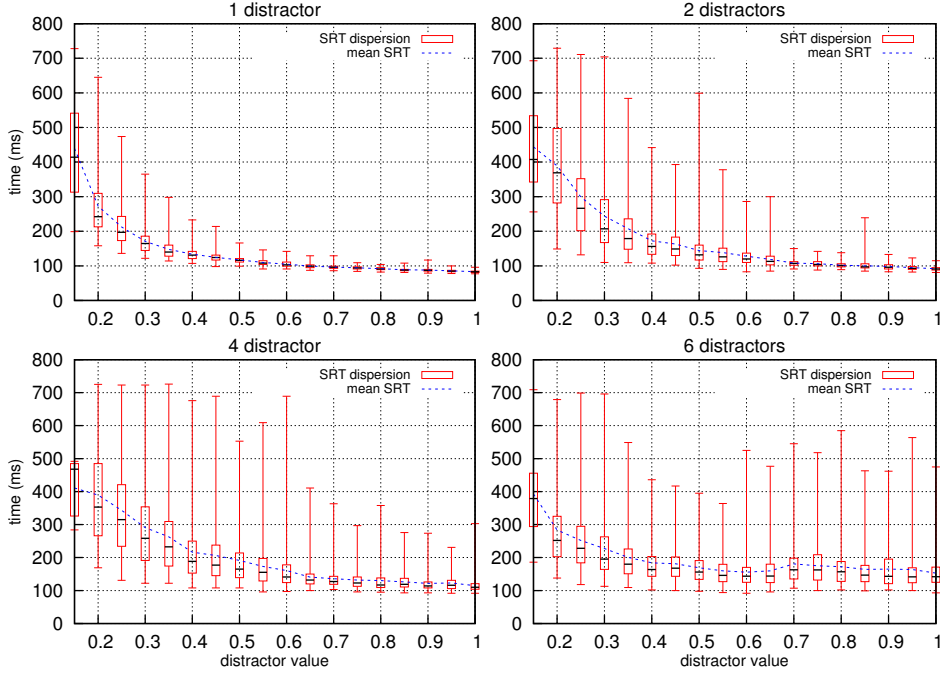 1 distractor
800
700
600
500
400
300
200
100
0
time (ms)
SRT dispersion
mean SRT
0.2 0.3 0.4 0.5 0.6 0.7 0.8 0.9 1
2 distractors
800
700
600
500
400
300
200
100
0
SRT dispersion
mean SRT
0.2 0.3 0.4 0.5 0.6 0.7 0.8 0.9 1
4 distractor
800
700
600
500
400
300
200
100
0
time (ms)
SRT dispersion
mean SRT
0.2 0.3 0.4 0.5 0.6 0.7 0.8 0.9 1
distractor value
6 distractors
800
700
600
500
400
300
200
100
0
SRT dispersion
mean SRT
0.2 0.3 0.4 0.5 0.6 0.7 0.8 0.9 1
distractor value